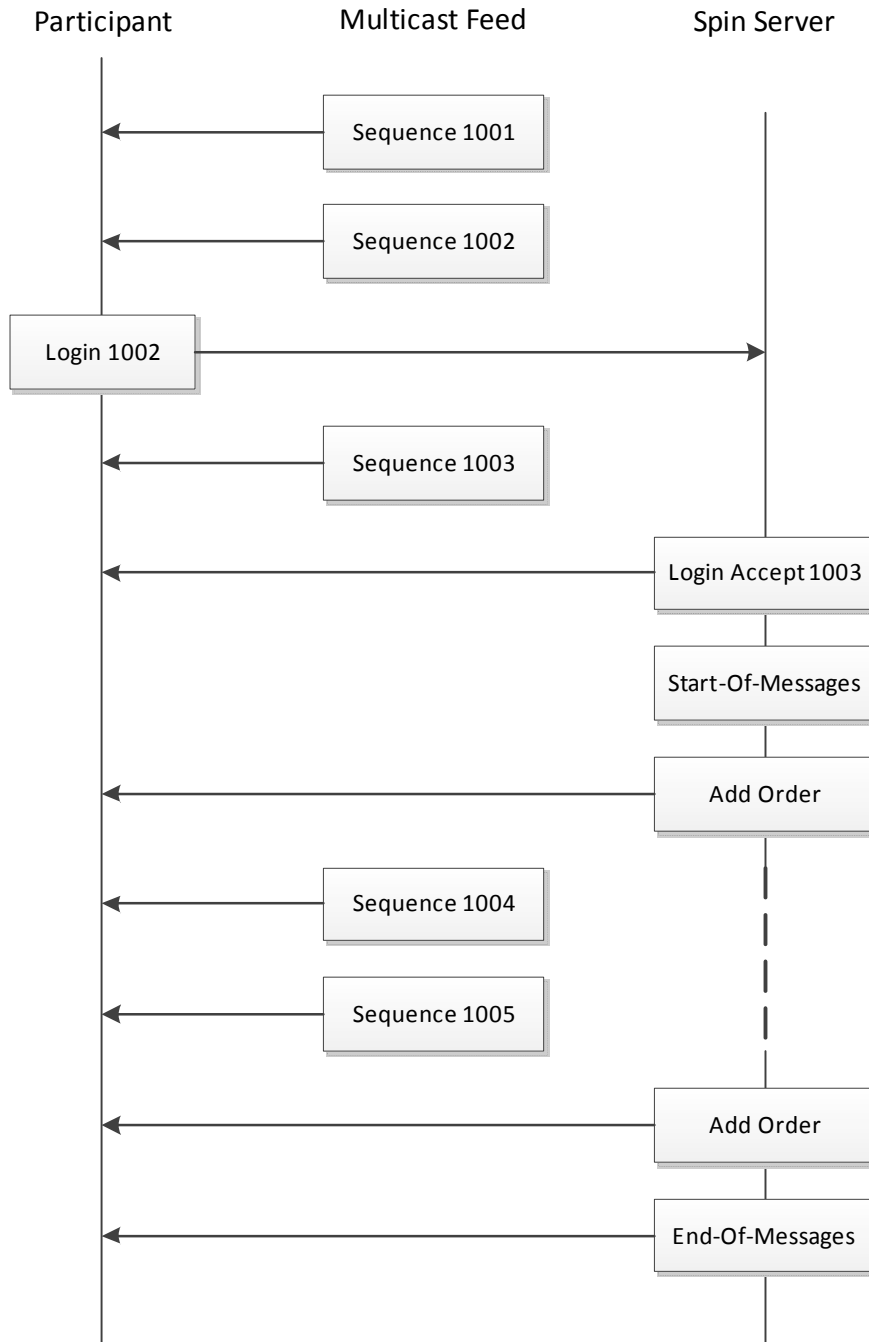 Participant
Multicast Feed
Spin Server
Sequence 1001
Sequence 1002
Login 1002
Sequence 1003
Login Accept 1003
Start-Of-Messages
Add Order
Sequence 1004
Sequence 1005
Add Order
End-Of-Messages